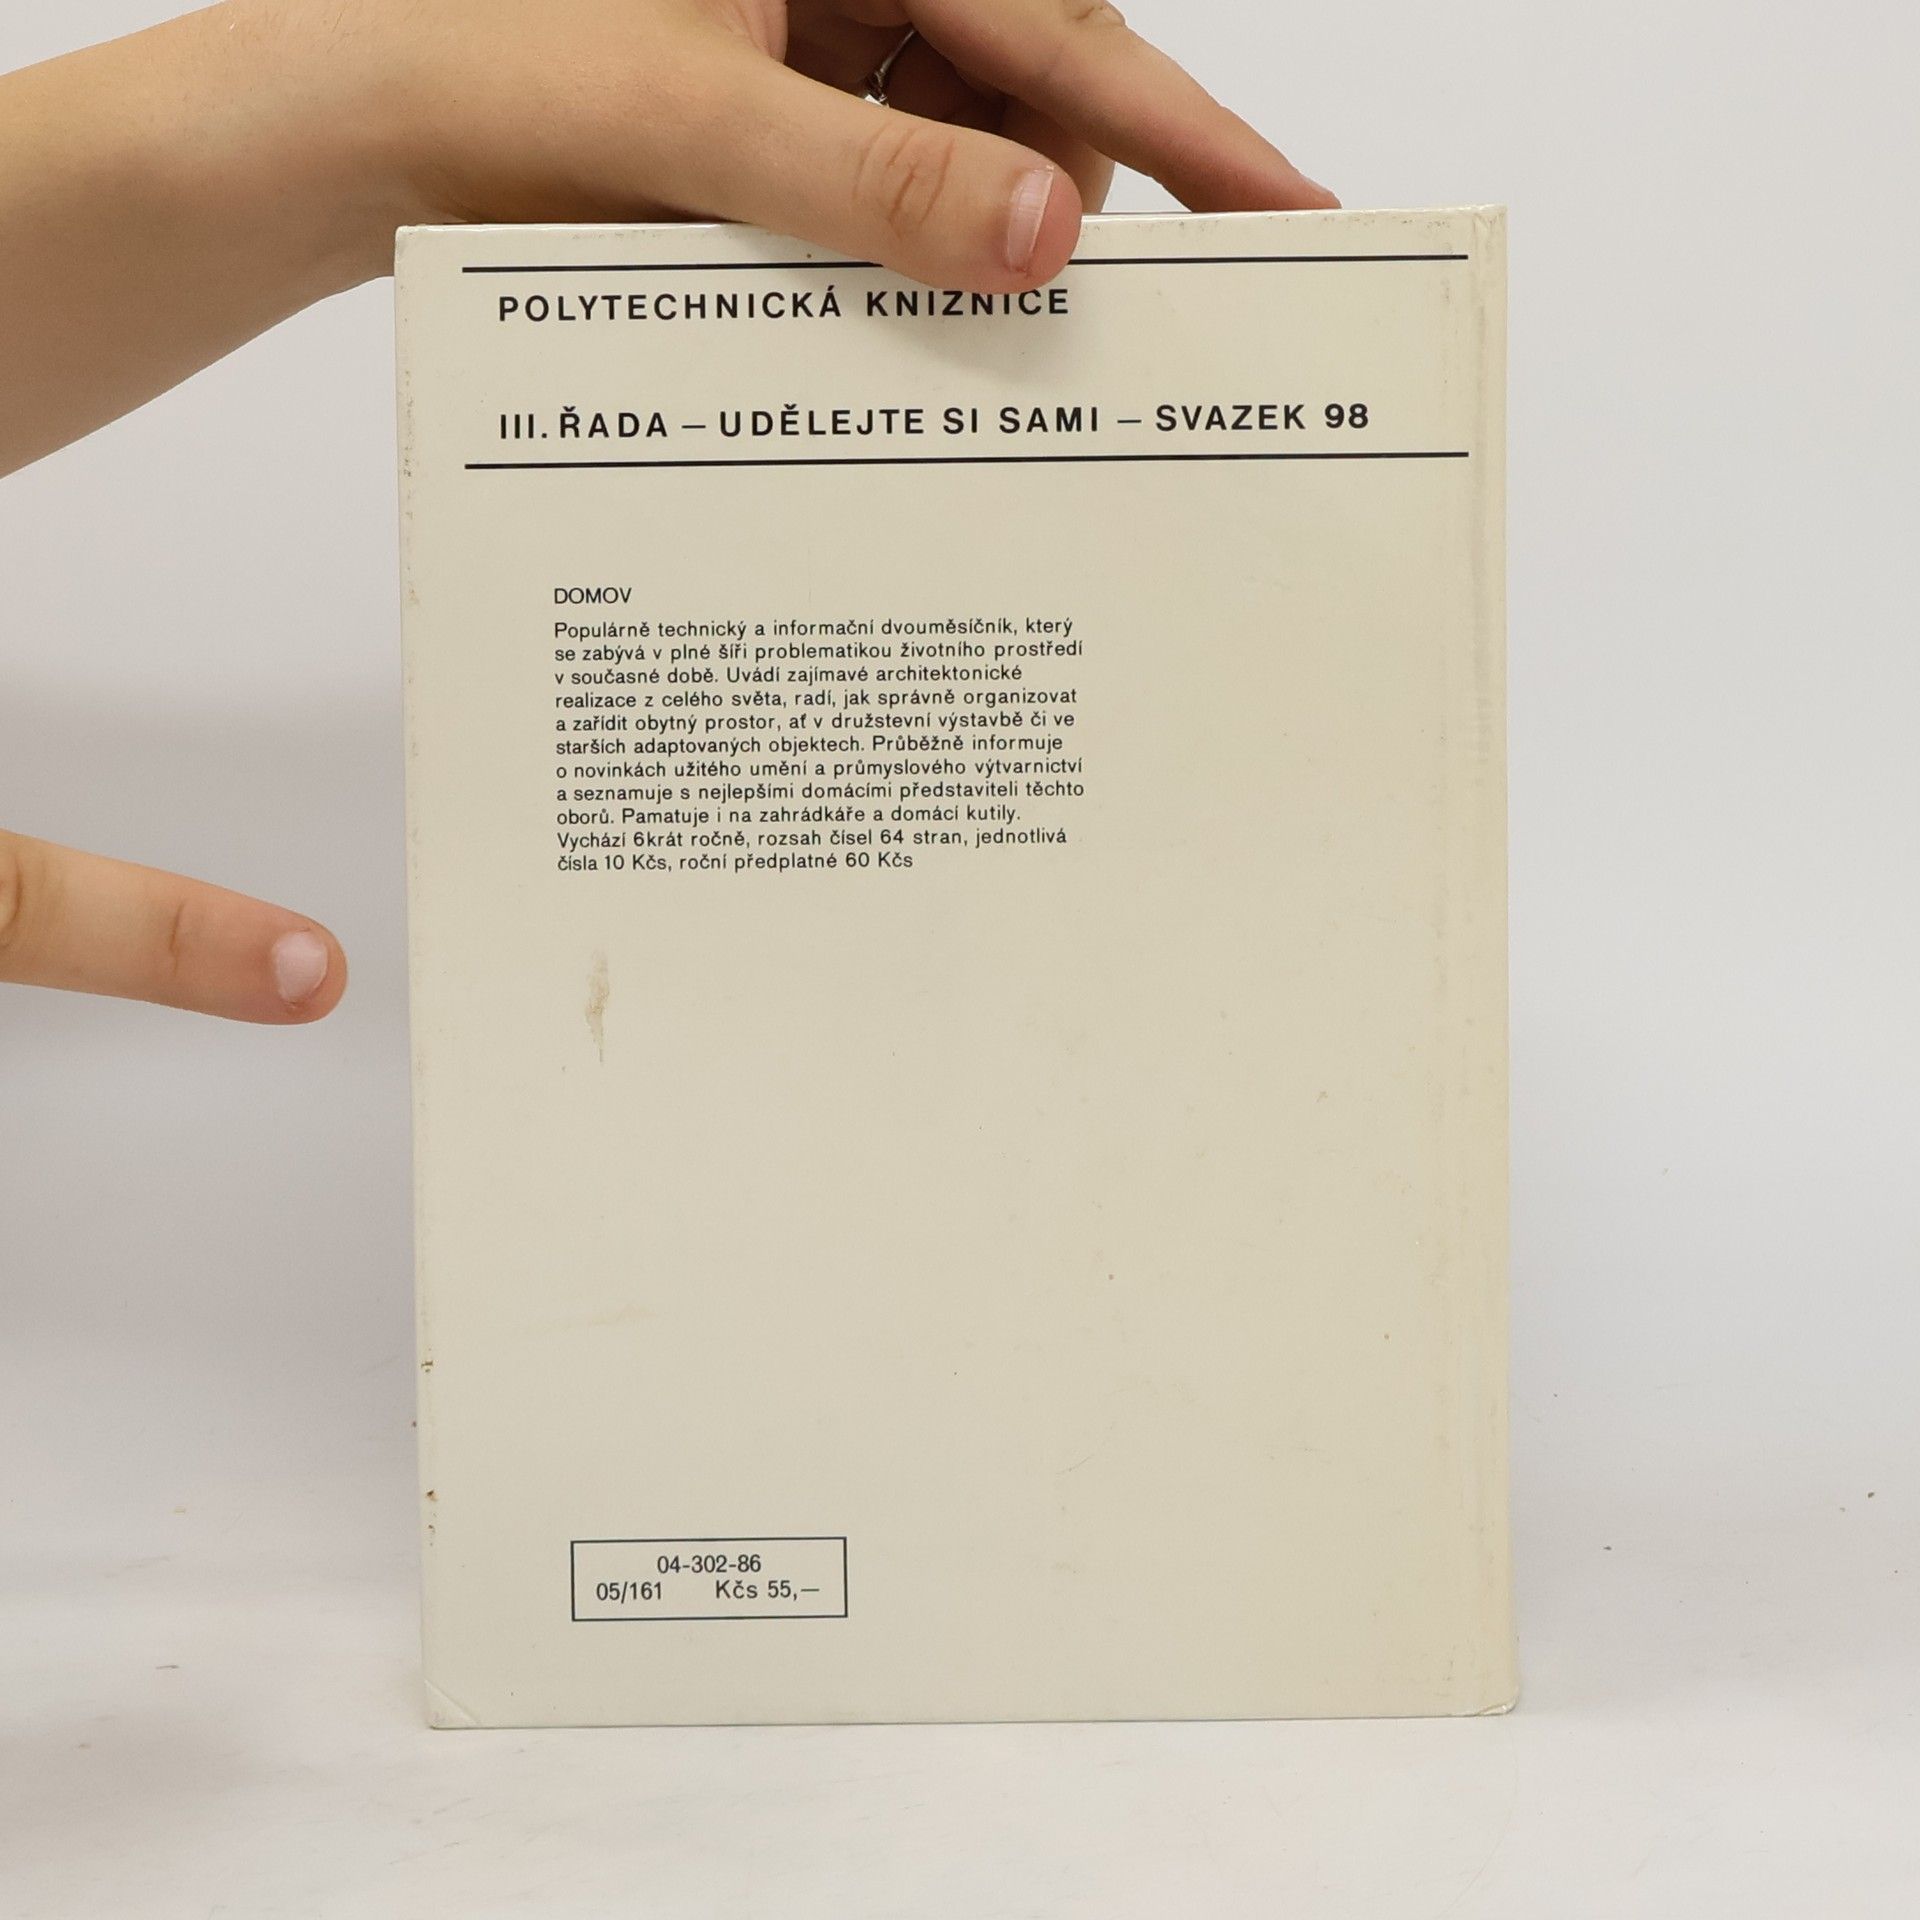 POLYTECHNICKÁ KNIŽNICE
III. ŘADA — UDĚLEJTE SI SAMI — SVAZEK 98
DOMOV
Populárně technický a informační dvouměsíčník, který
se zabývá v plné šíři problematikou životního prostředí
v současné době. Uvádí zajímavé architektonické
realizace z celého světa, radí, jak správně organizovat
a zařídit obytný prostor, ať v družstevní výstavbě či ve
starších adaptovaných objektech. Průběžně informuje
o novinkách užitého umění a průmyslového výtvarnictví
a seznamuje s nejlepšími domácími představiteli těchto
oborů. Pamatuje i na zahrádkáře a domácí kutily.
Vychází 6krát ročně, rozsah čísel 64 stran, jednotlivá
čísla 10 Kčs, roční předplatné 60 Kčs
04-302-86
05/161 Kčs 55,—